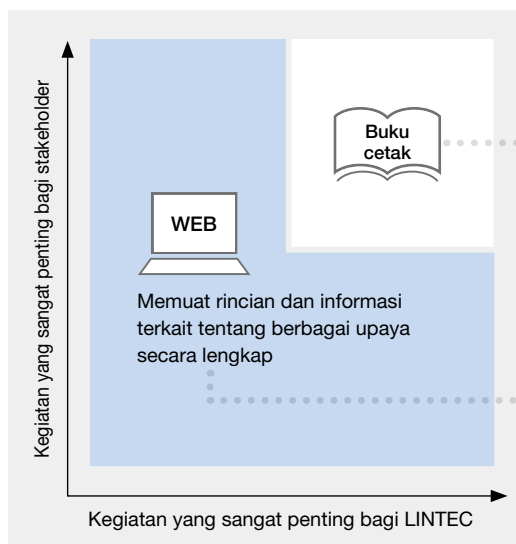 Kegiatan yang sangat penting bagi stakeholder
Buku
cetak
WEB
Memuat rincian dan informasi
terkait tentang berbagai upaya
secara lengkap
Kegiatan yang sangat penting bagi LINTEC